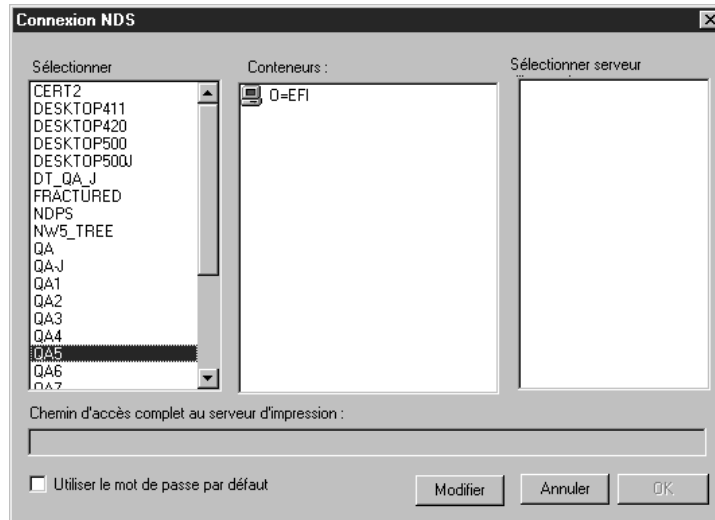 Connexion NDS
Sélectionner
Conteneurs :
Sélectionner serveur
CERT2
DESKTOP411
DESKTOP420
DESKTOP500
DESKTOP500J
DT_QA_J
FRACTURED
NDPS
NW5_TREE
QA
QA-J
QA1
QA2
QA3
QA4
QA5
QA6
QA7
O=EFI
Chemin d'accès complet au serveur d'impression :
Utiliser le mot de passe par défaut
Modifier
Annuler
OK